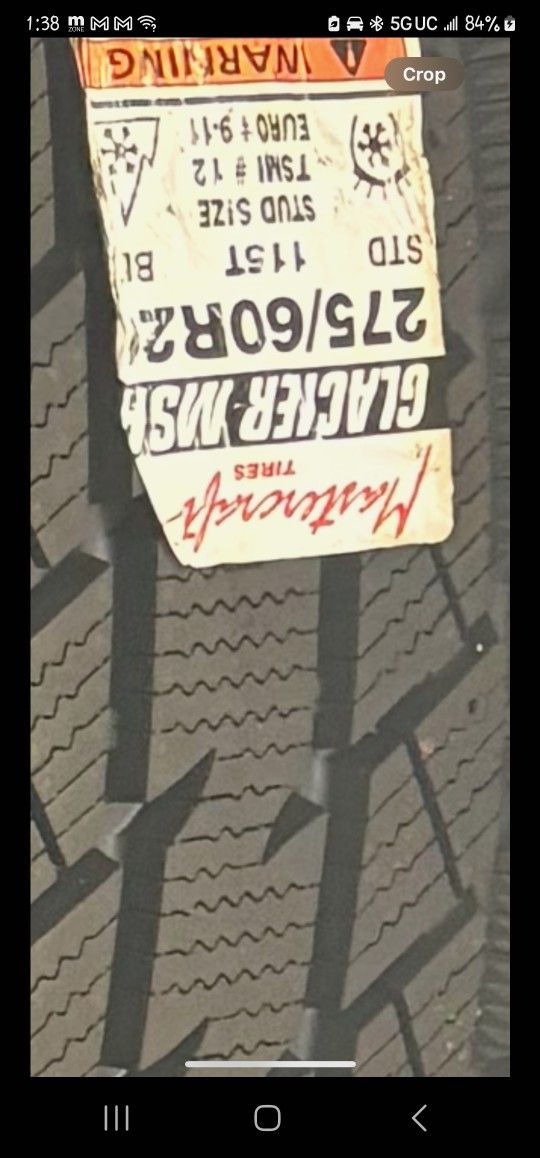 1:38
5G UC
84%
Crop
Mastercraft
TIRES
GLACIER MSR
275/60R2
STD 115T
STUD SIZE
TSMI # 12
EURO ‡ 9-11
WARNING